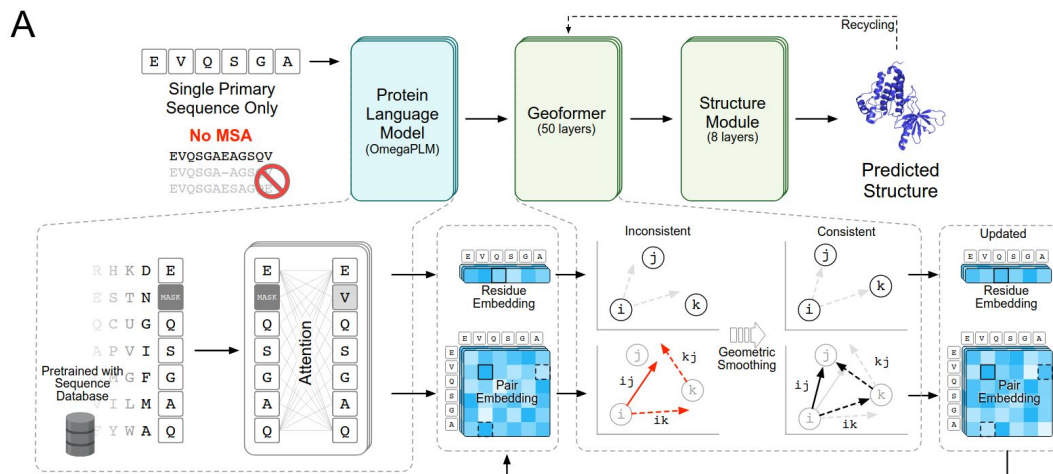 A
Recycling
E V Q S G A
Single Primary
Sequence Only
No MSA
EVQSGAEAGSQV
EVQSGA-AGS
EVQSGAESAG E
Protein
Language
Model
(OmegaPLM)
Geoformer
(50 layers)
Structure
Module
(8 layers)
Predicted
Structure
R H K D E
E S T N MASK
Q C U G Q
A P V I S
M G F G
V I L M A
F Y W A Q
Pretrained with
Sequence
Database
E E
MASK V
Q Q
S S
G G
A A
Q Q
Attention
E V Q S G A
Residue
Embedding
E V Q S G A
E
V
Q
S
G
A
Pair
Embedding
Inconsistent
j
i
k
j
kj
ij
k
i
ik
Geometric
Smoothing
Consistent
j
k
i
j
kj
ij
k
i
ik
Updated
E V Q S G A
Residue
Embedding
E V Q S G A
E
V
Q
S
G
A
Pair
Embedding